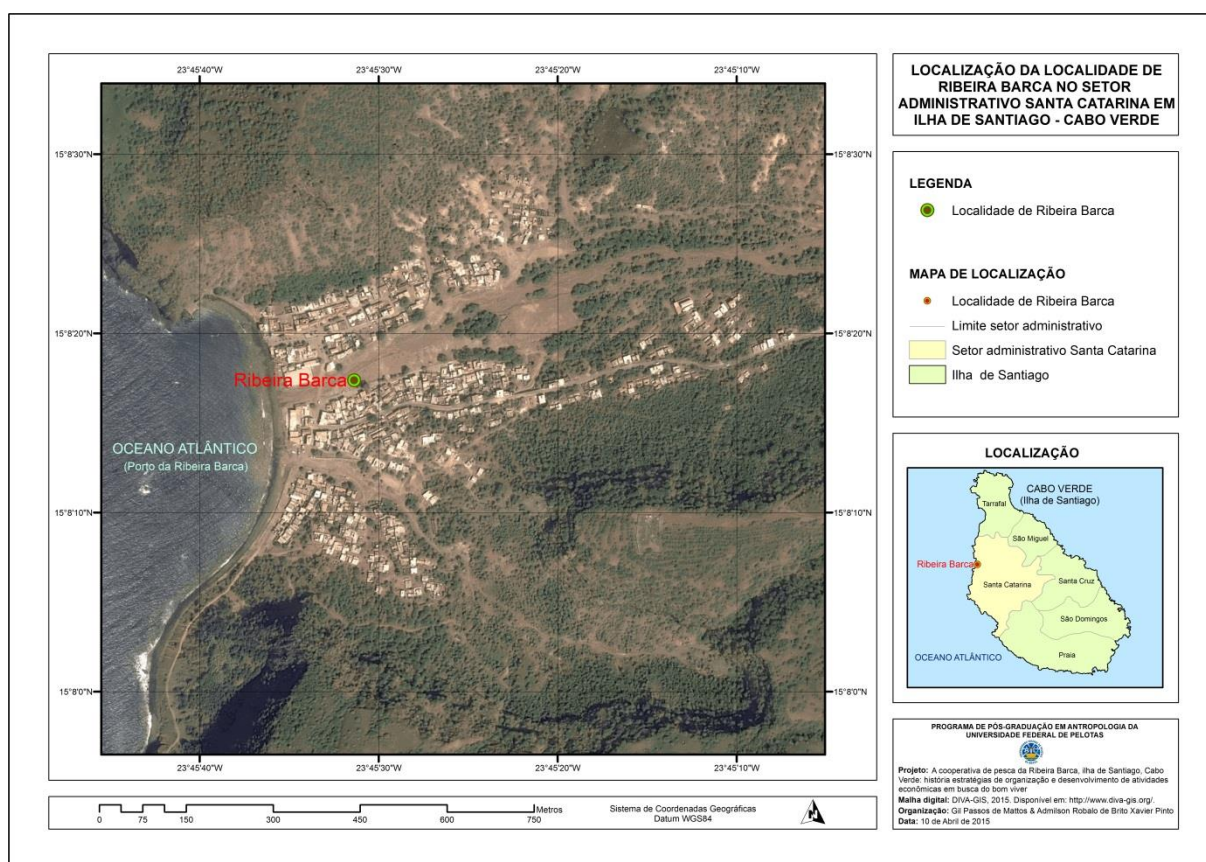 LOCALIZAÇÃO DA LOCALIDADE DE
RIBEIRA BARCA NO SETOR
ADMINISTRATIVO SANTA CATARINA EM
ILHA DE SANTIAGO - CABO VERDE
23°45'40"W 23°45'30"W 23°45'20"W 23°45'10"W
15°8'30"N 15°8'30"N
15°8'20"N 15°8'20"N
Ribeira Barca
OCEANO ATLÂNTICO
(Porto da Ribeira Barca)
15°8'10"N 15°8'10"N
15°8'0"N 15°8'0"N
23°45'40"W 23°45'30"W 23°45'20"W 23°45'10"W
0 75 150 300 450 600 750
Metros
Sistema de Coordenadas Geográficas
Datum WGS84
N
LEGENDA
Localidade de Ribeira Barca
MAPA DE LOCALIZAÇÃO
Localidade de Ribeira Barca
Limite setor administrativo
Setor administrativo Santa Catarina
Ilha de Santiago
LOCALIZAÇÃO
CABO VERDE
(Ilha de Santiago)
Tarrafal
São Miguel
Ribeira Barca
Santa Catarina
Santa Cruz
São Domingos
Praia
OCEANO ATLÂNTICO
PROGRAMA DE PÓS-GRADUAÇÃO EM ANTROPOLOGIA DA
UNIVERSIDADE FEDERAL DE PELOTAS
Projeto: A cooperativa de pesca da Ribeira Barca, ilha de Santiago, Cabo
Verde: história estratégias de organização e desenvolvimento de atividades
econômicas em busca do bom viver
Malha digital: DIVA-GIS, 2015. Disponível em: http://www.diva-gis.org/.
Organização: Gil Passos de Mattos & Admilson Robalo de Brito Xavier Pinto
Data: 10 de Abril de 2015